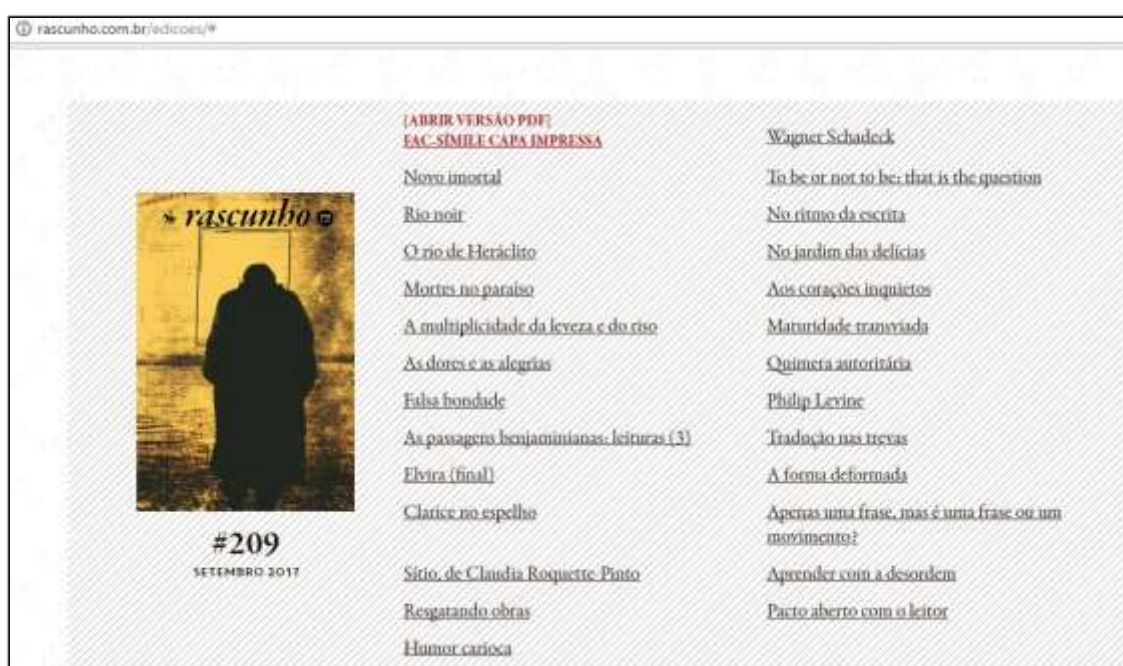 rascunho.com.br/edicoes/#
rascunho
#209
SETEMBRO 2017
[ABRIR VERSÃO PDF]
FAC-SÍMILE CAPA IMPRESSA
Novo imortal
Rio noir
O rio de Heráclito
Mortes no paraíso
A multiplicidade da leveza e do riso
As dores e as alegrias
Falsa bondade
As passagens benjaminianas: leituras (3)
Elvira (final)
Clarice no espelho
Sítio, de Claudia Roquette-Pinto
Resgatando obras
Humor carioca
Wagner Schadeck
To be or not to be: that is the question
No ritmo da escrita
No jardim das delícias
Aos corações inquietos
Maturidade transviada
Quimera autoritária
Philip Levine
Tradução nas trevas
A forma deformada
Apenas uma frase, mas é uma frase ou um
movimento?
Aprender com a desordem
Pacto aberto com o leitor